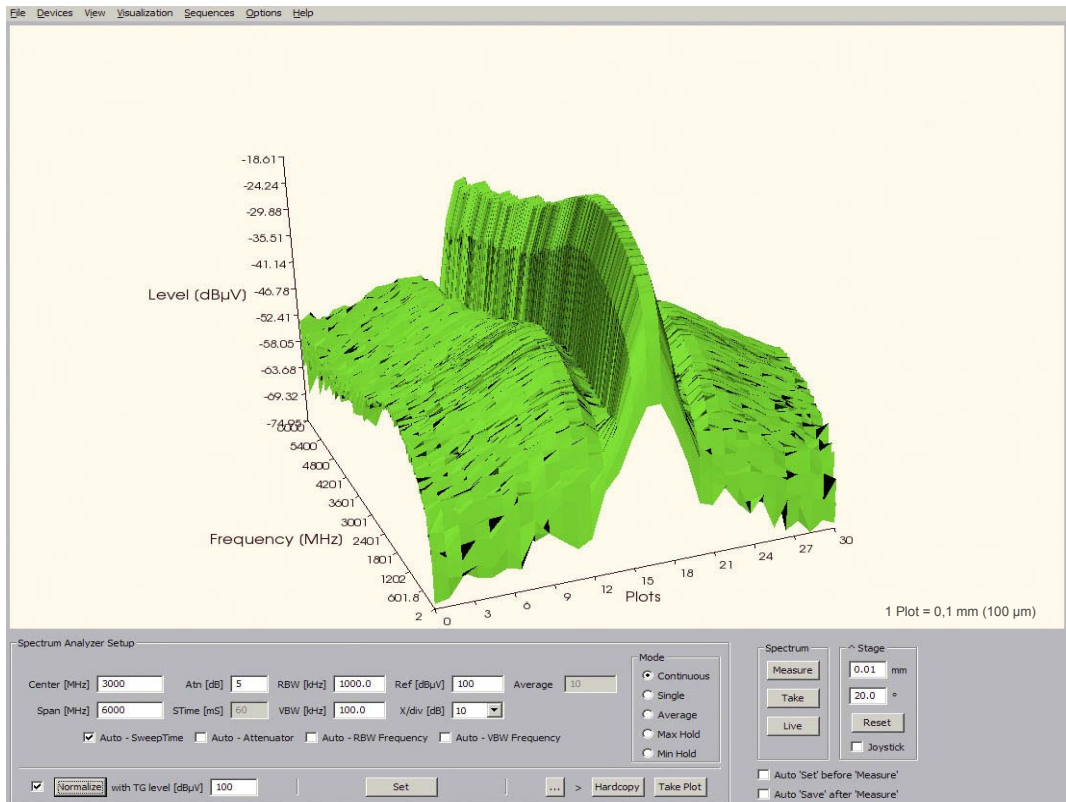 File Devices View Visualization Sequences Options Help
-18.61
-24.24
-29.88
-35.51
-41.14
-46.78
-52.41
-58.05
-63.68
-69.32
-74.95
Level (dBµV)
6000
5400
4800
4201
3601
3001
2401
1801
1202
601.8
2
Frequency (MHz)
0 3 6 9 12 15 18 21 24 27 30
Plots
1 Plot = 0,1 mm (100 µm)
Spectrum Analyzer Setup
Center [MHz] 3000 Atn [dB] 5 RBW [kHz] 1000.0 Ref [dBµV] 100 Average 10
Span [MHz] 6000 STime [mS] 60 VBW [kHz] 100.0 X/div [dB] 10
Auto - SweepTime Auto - Attenuator Auto - RBW Frequency Auto - VBW Frequency
Mode
Continuous
Single
Average
Max Hold
Min Hold
Normalize with TG level [dBµV] 100 Set ... > Hardcopy Take Plot
Spectrum
Measure
Take
Live
^ Stage
0.01 mm
20.0 °
Reset
Joystick
Auto 'Set' before 'Measure'
Auto 'Save' after 'Measure'